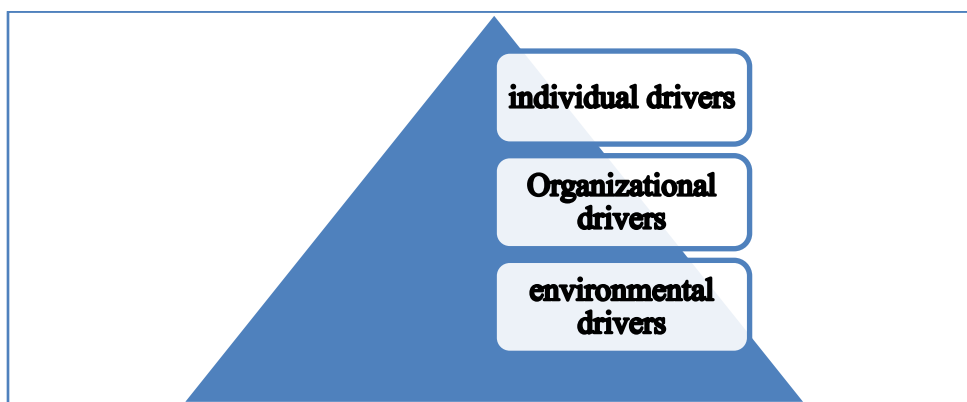 individual drivers
Organizational
drivers
environmental
drivers